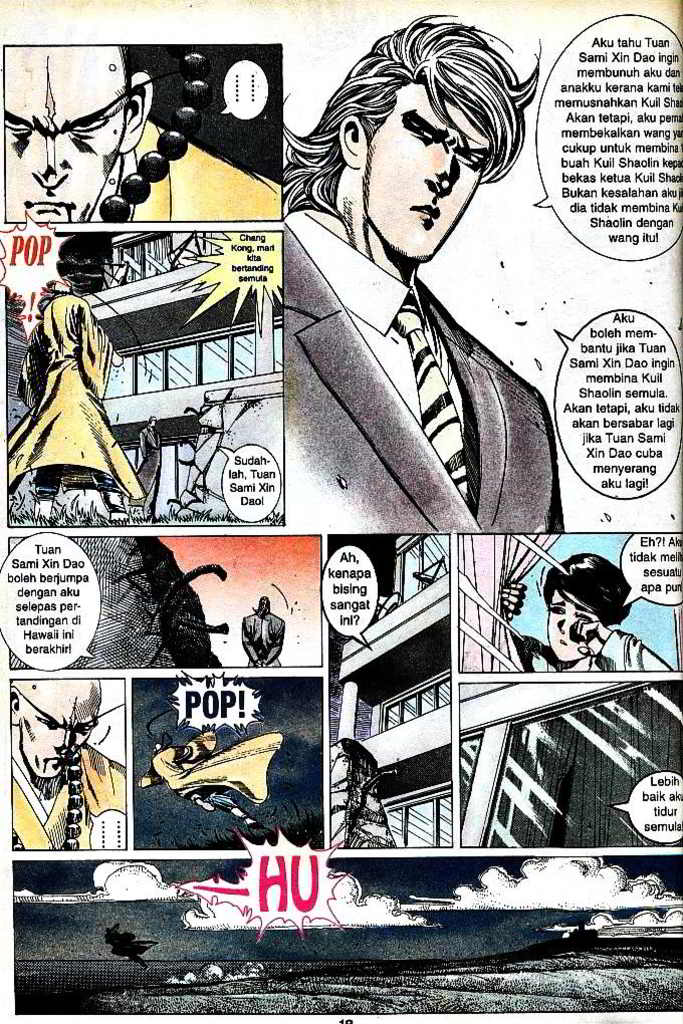 .....
Aku tahu Tuan
Sami Xin Dao ingin
membunuh aku dan
anakku kerana kami
memusnahkan Kuil
Akan tetapi, aku
membekalkan wang
cukup untuk membina
buah Kuil Shaolin
bekas ketua Kuil
Bukan kesalahan aku
dia tidak membina
Shaolin dengan
wang itu!
POP
!
Chang
Kong, mari
kita
bertanding
semula
Sudah-
lah, Tuan
Sami Xin
Dao!
Aku
boleh mem-
bantu jika Tuan
Sami Xin Dao ingin
membina Kuil
Shaolin semula.
Akan tetapi, aku tidak
akan bersabar lagi
jika Tuan Sami
Xin Dao cuba
menyerang
aku lagi!
Tuan
Sami Xin Dao
boleh berjumpa
dengan aku
selepas per-
tandingan di
Hawaii ini
berakhir!
Ah,
kenapa
bising
sangat
ini?
Eh?! Aku
tidak
sesuatu
apa pun
.....
POP!
Lebih
baik aku
tidur
semula
HU
19